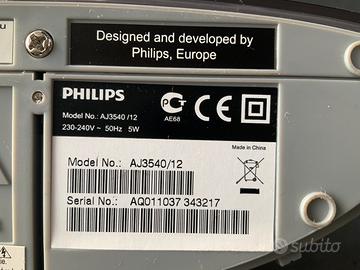 Designed and developed by
Philips, Europe
PHILIPS
Model No.: AJ3540 /12
230-240V ~ 50Hz 5W
AE68
CE
Made in China
Model No.: AJ3540/12
Serial No.: AQ011037 343217
subito